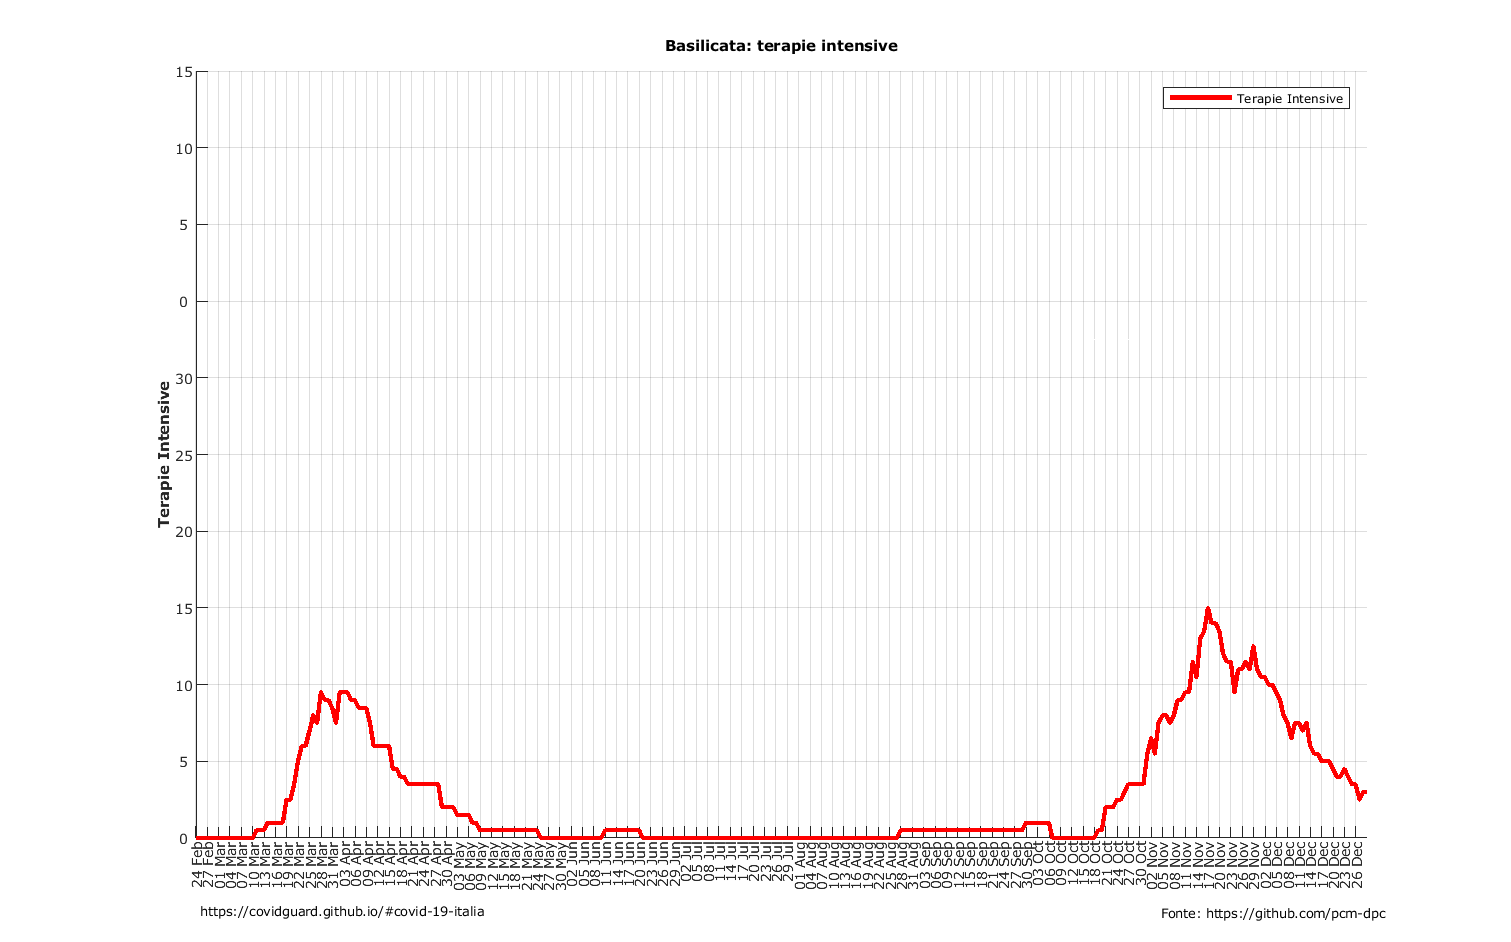 Basilicata: terapie intensive
Terapie Intensive
15
10
5
0
30
25
20
15
10
5
0
Terapie Intensive
24 Feb
27 Feb
01 Mar
04 Mar
07 Mar
10 Mar
13 Mar
16 Mar
19 Mar
22 Mar
25 Mar
28 Mar
31 Mar
03 Apr
06 Apr
09 Apr
12 Apr
15 Apr
18 Apr
21 Apr
24 Apr
27 Apr
30 Apr
03 May
06 May
09 May
12 May
15 May
18 May
21 May
24 May
27 May
30 May
02 Jun
05 Jun
08 Jun
11 Jun
14 Jun
17 Jun
20 Jun
23 Jun
26 Jun
29 Jun
02 Jul
05 Jul
08 Jul
11 Jul
14 Jul
17 Jul
20 Jul
23 Jul
26 Jul
29 Jul
01 Aug
04 Aug
07 Aug
10 Aug
13 Aug
16 Aug
19 Aug
22 Aug
25 Aug
28 Aug
31 Aug
03 Sep
06 Sep
09 Sep
12 Sep
15 Sep
18 Sep
21 Sep
24 Sep
27 Sep
30 Sep
03 Oct
06 Oct
09 Oct
12 Oct
15 Oct
18 Oct
21 Oct
24 Oct
27 Oct
30 Oct
02 Nov
05 Nov
08 Nov
11 Nov
14 Nov
17 Nov
20 Nov
23 Nov
26 Nov
29 Nov
02 Dec
05 Dec
08 Dec
11 Dec
14 Dec
17 Dec
20 Dec
23 Dec
26 Dec
https://covidguard.github.io/#covid-19-italia
Fonte: https://github.com/pcm-dpc